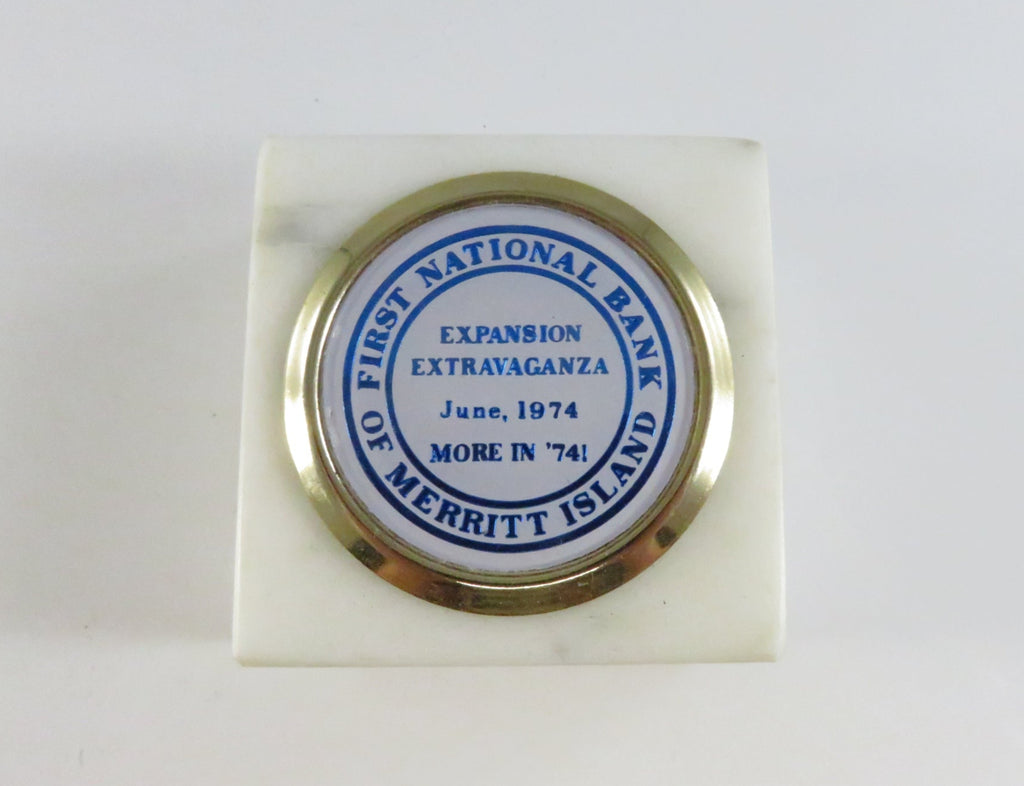 FIRST NATIONAL BANK
OF MERRITT ISLAND
EXPANSION
EXTRAVAGANZA
June, 1974
MORE IN '74!